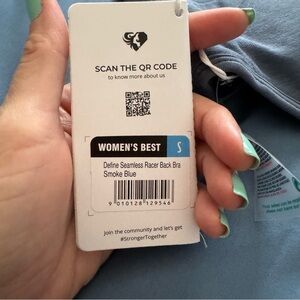 SCAN THE QR CODE
to know more about us
WOMEN'S BEST
S
Define Seamless Racer Back Bra
Smoke Blue
9 010128 129546
Join the community and let's get
#StrongerTogether